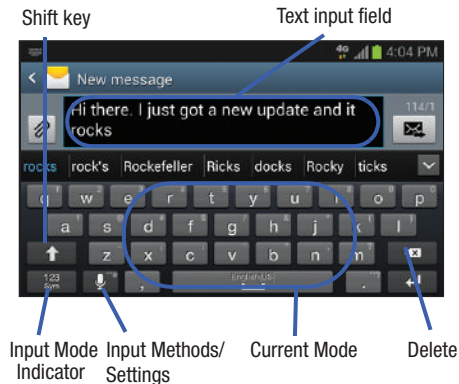 Shift key Text input field
4G 4:04 PM
New message
Hi there. I just got a new update and it 114/1
rocks
rocks rock's Rockefeller Ricks docks Rocky ticks
q w e r t y u i o p
a s d f g h j k l
z x c v b n m
123 , English(US) .
Sym
Input Mode Input Methods/ Current Mode Delete
Indicator Settings